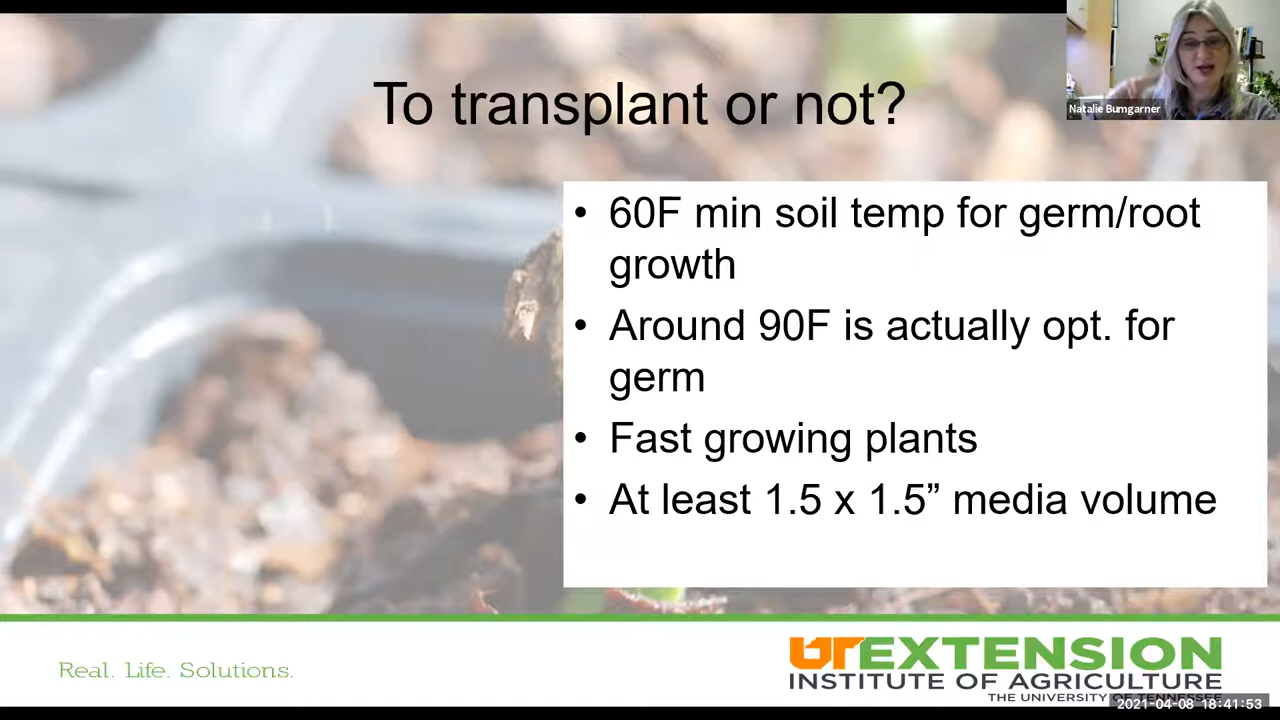 To transplant or not?
Natalie Bumgarner
• 60F min soil temp for germ/root
growth
• Around 90F is actually opt. for
germ
• Fast growing plants
• At least 1.5 x 1.5” media volume
Real. Life. Solutions.
UT EXTENSION
INSTITUTE OF AGRICULTURE
THE UNIVERSITY OF TENNESSEE
2021-04-08 18:41:53